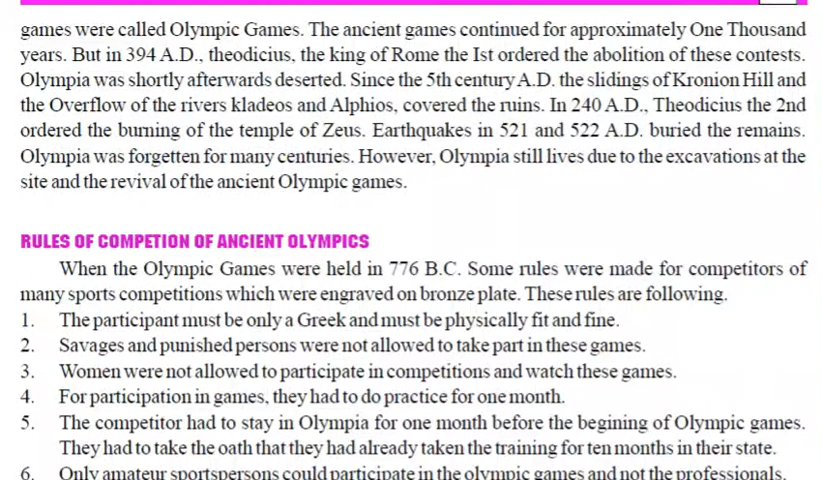 games were called Olympic Games. The ancient games continued for approximately One Thousand
years. But in 394 A.D., theodicius, the king of Rome the Ist ordered the abolition of these contests.
Olympia was shortly afterwards deserted. Since the 5th century A.D. the slidings of Kronion Hill and
the Overflow of the rivers kladeos and Alphios, covered the ruins. In 240 A.D., Theodicius the 2nd
ordered the burning of the temple of Zeus. Earthquakes in 521 and 522 A.D. buried the remains.
Olympia was forgetten for many centuries. However, Olympia still lives due to the excavations at the
site and the revival of the ancient Olympic games.
RULES OF COMPETION OF ANCIENT OLYMPICS
When the Olympic Games were held in 776 B.C. Some rules were made for competitors of
many sports competitions which were engraved on bronze plate. These rules are following.
1. The participant must be only a Greek and must be physically fit and fine.
2. Savages and punished persons were not allowed to take part in these games.
3. Women were not allowed to participate in competitions and watch these games.
4. For participation in games, they had to do practice for one month.
5. The competitor had to stay in Olympia for one month before the begining of Olympic games.
They had to take the oath that they had already taken the training for ten months in their state.
6. Only amateur sportspersons could participate in the olympic games and not the professionals.